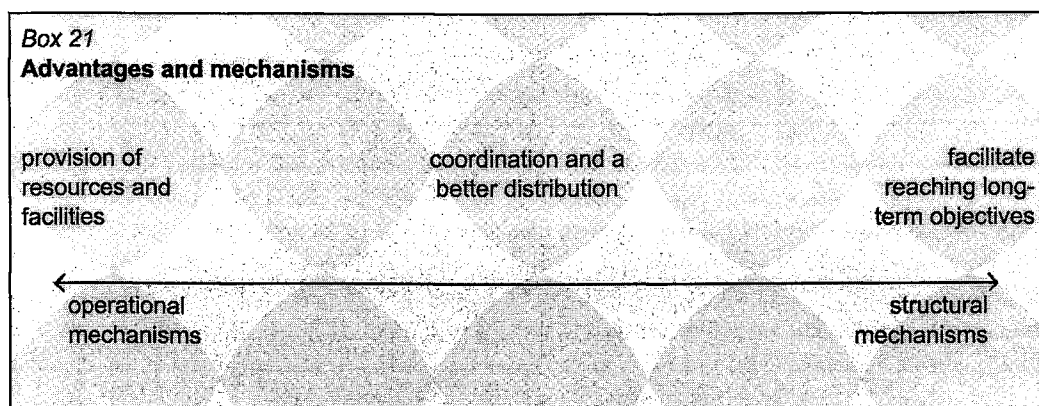 Box 21
Advantages and mechanisms
provision of
resources and
facilities
coordination and a
better distribution
facilitate
reaching long-
term objectives
operational
mechanisms
structural
mechanisms